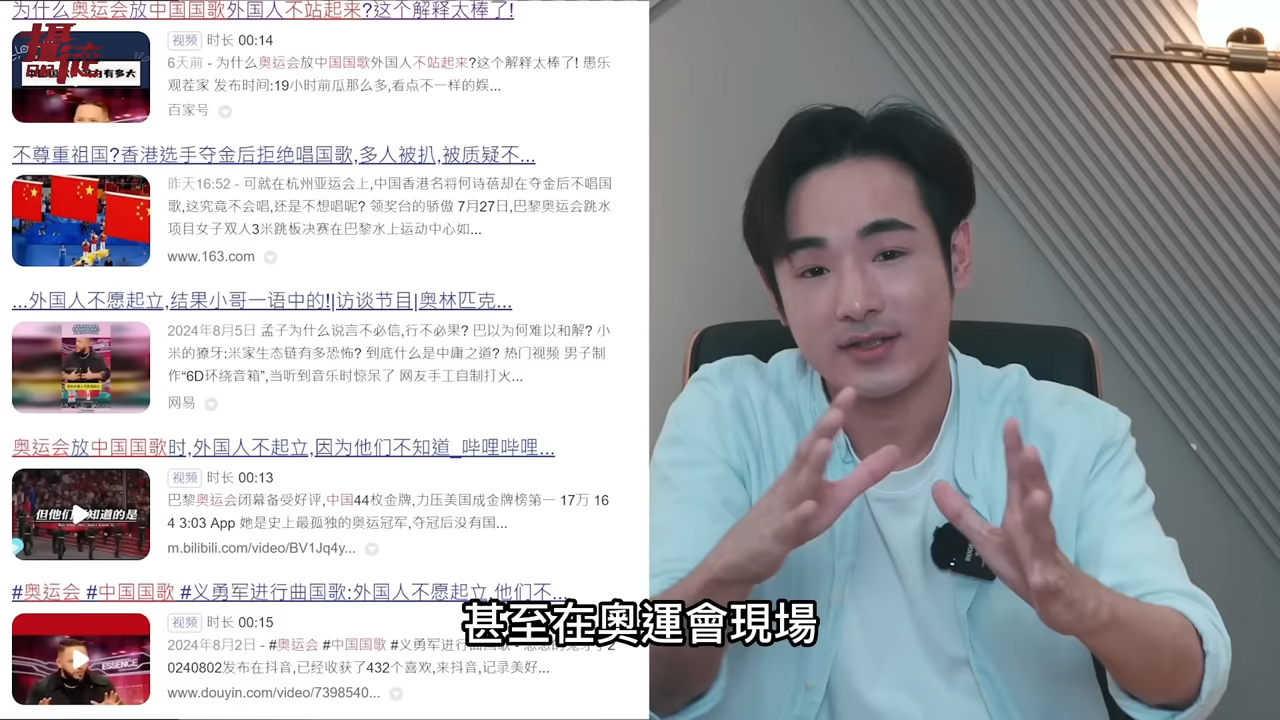 为什么奥运会放中国国歌外国人不站起来?这个解释太棒了!
视频 时长 00:14
6天前 - 为什么奥运会放中国国歌外国人不站起来?这个解释太棒了! 愚乐
观茬家 发布时间:19小时前瓜那么多,看点不一样的娱...
百家号
不尊重祖国?香港选手夺金后拒绝唱国歌,多人被扒,被质疑不...
昨天16:52 - 可就在杭州亚运会上,中国香港名将何诗蓓却在夺金后不唱国
歌,这究竟不会唱,还是不想唱呢? 领奖台的骄傲 7月27日,巴黎奥运会跳水
项目女子双人3米跳板决赛在巴黎水上运动中心如...
www.163.com
...外国人不愿起立,结果小哥一语中的!|访谈节目|奥林匹克...
2024年8月5日 孟子为什么说言不必信,行不必果? 巴以为何难以和解? 小
米的獠牙:米家生态链有多恐怖? 到底什么是中庸之道? 热门视频 男子制
作“6D环绕音箱”,当听到音乐时惊呆了 网友手工自制打火...
网易
奥运会放中国国歌时,外国人不起立,因为他们不知道_哔哩哔哩...
视频 时长 00:13
巴黎奥运会闭幕备受好评,中国44枚金牌,力压美国成金牌榜第一 17万 16
4 3:03 App 她是史上最孤独的奥运冠军,夺冠后没有国...
但他们不知道的是
m.bilibili.com/video/BV1Jq4y...
#奥运会 #中国国歌 #义勇军进行曲国歌:外国人不愿起立,他们不...
视频 时长 00:15
2024年8月2日 - #奥运会 #中国国歌 #义勇军进行曲国歌
20240802发布在抖音,已经收获了432个喜欢,来抖音,记录美好...
ESSENCE
www.douyin.com/video/7398540...
甚至在奧運會現場